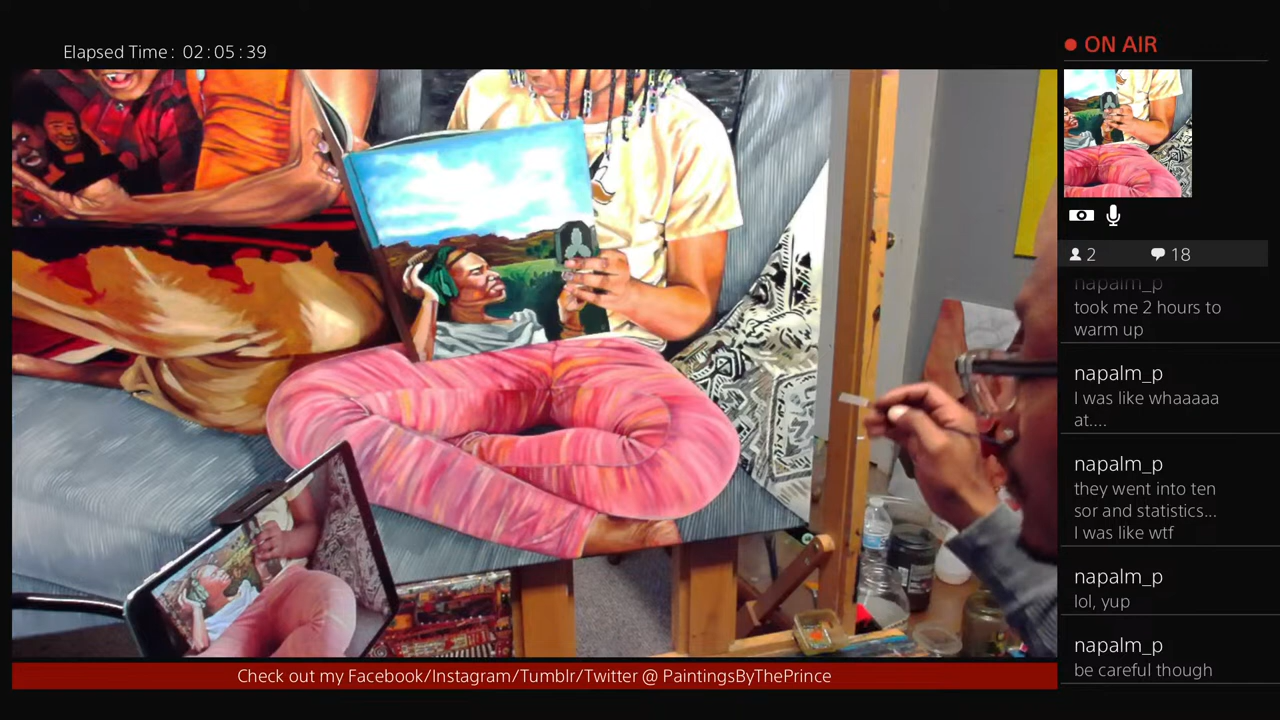 Elapsed Time: 02:05:39
ON AIR
2 18
napalm_p
took me 2 hours to
warm up
napalm_p
I was like whaaaaa
at....
napalm_p
they went into ten
sor and statistics...
I was like wtf
napalm_p
lol, yup
napalm_p
be careful though
Check out my Facebook/Instagram/Tumblr/Twitter @ PaintingsByThePrince